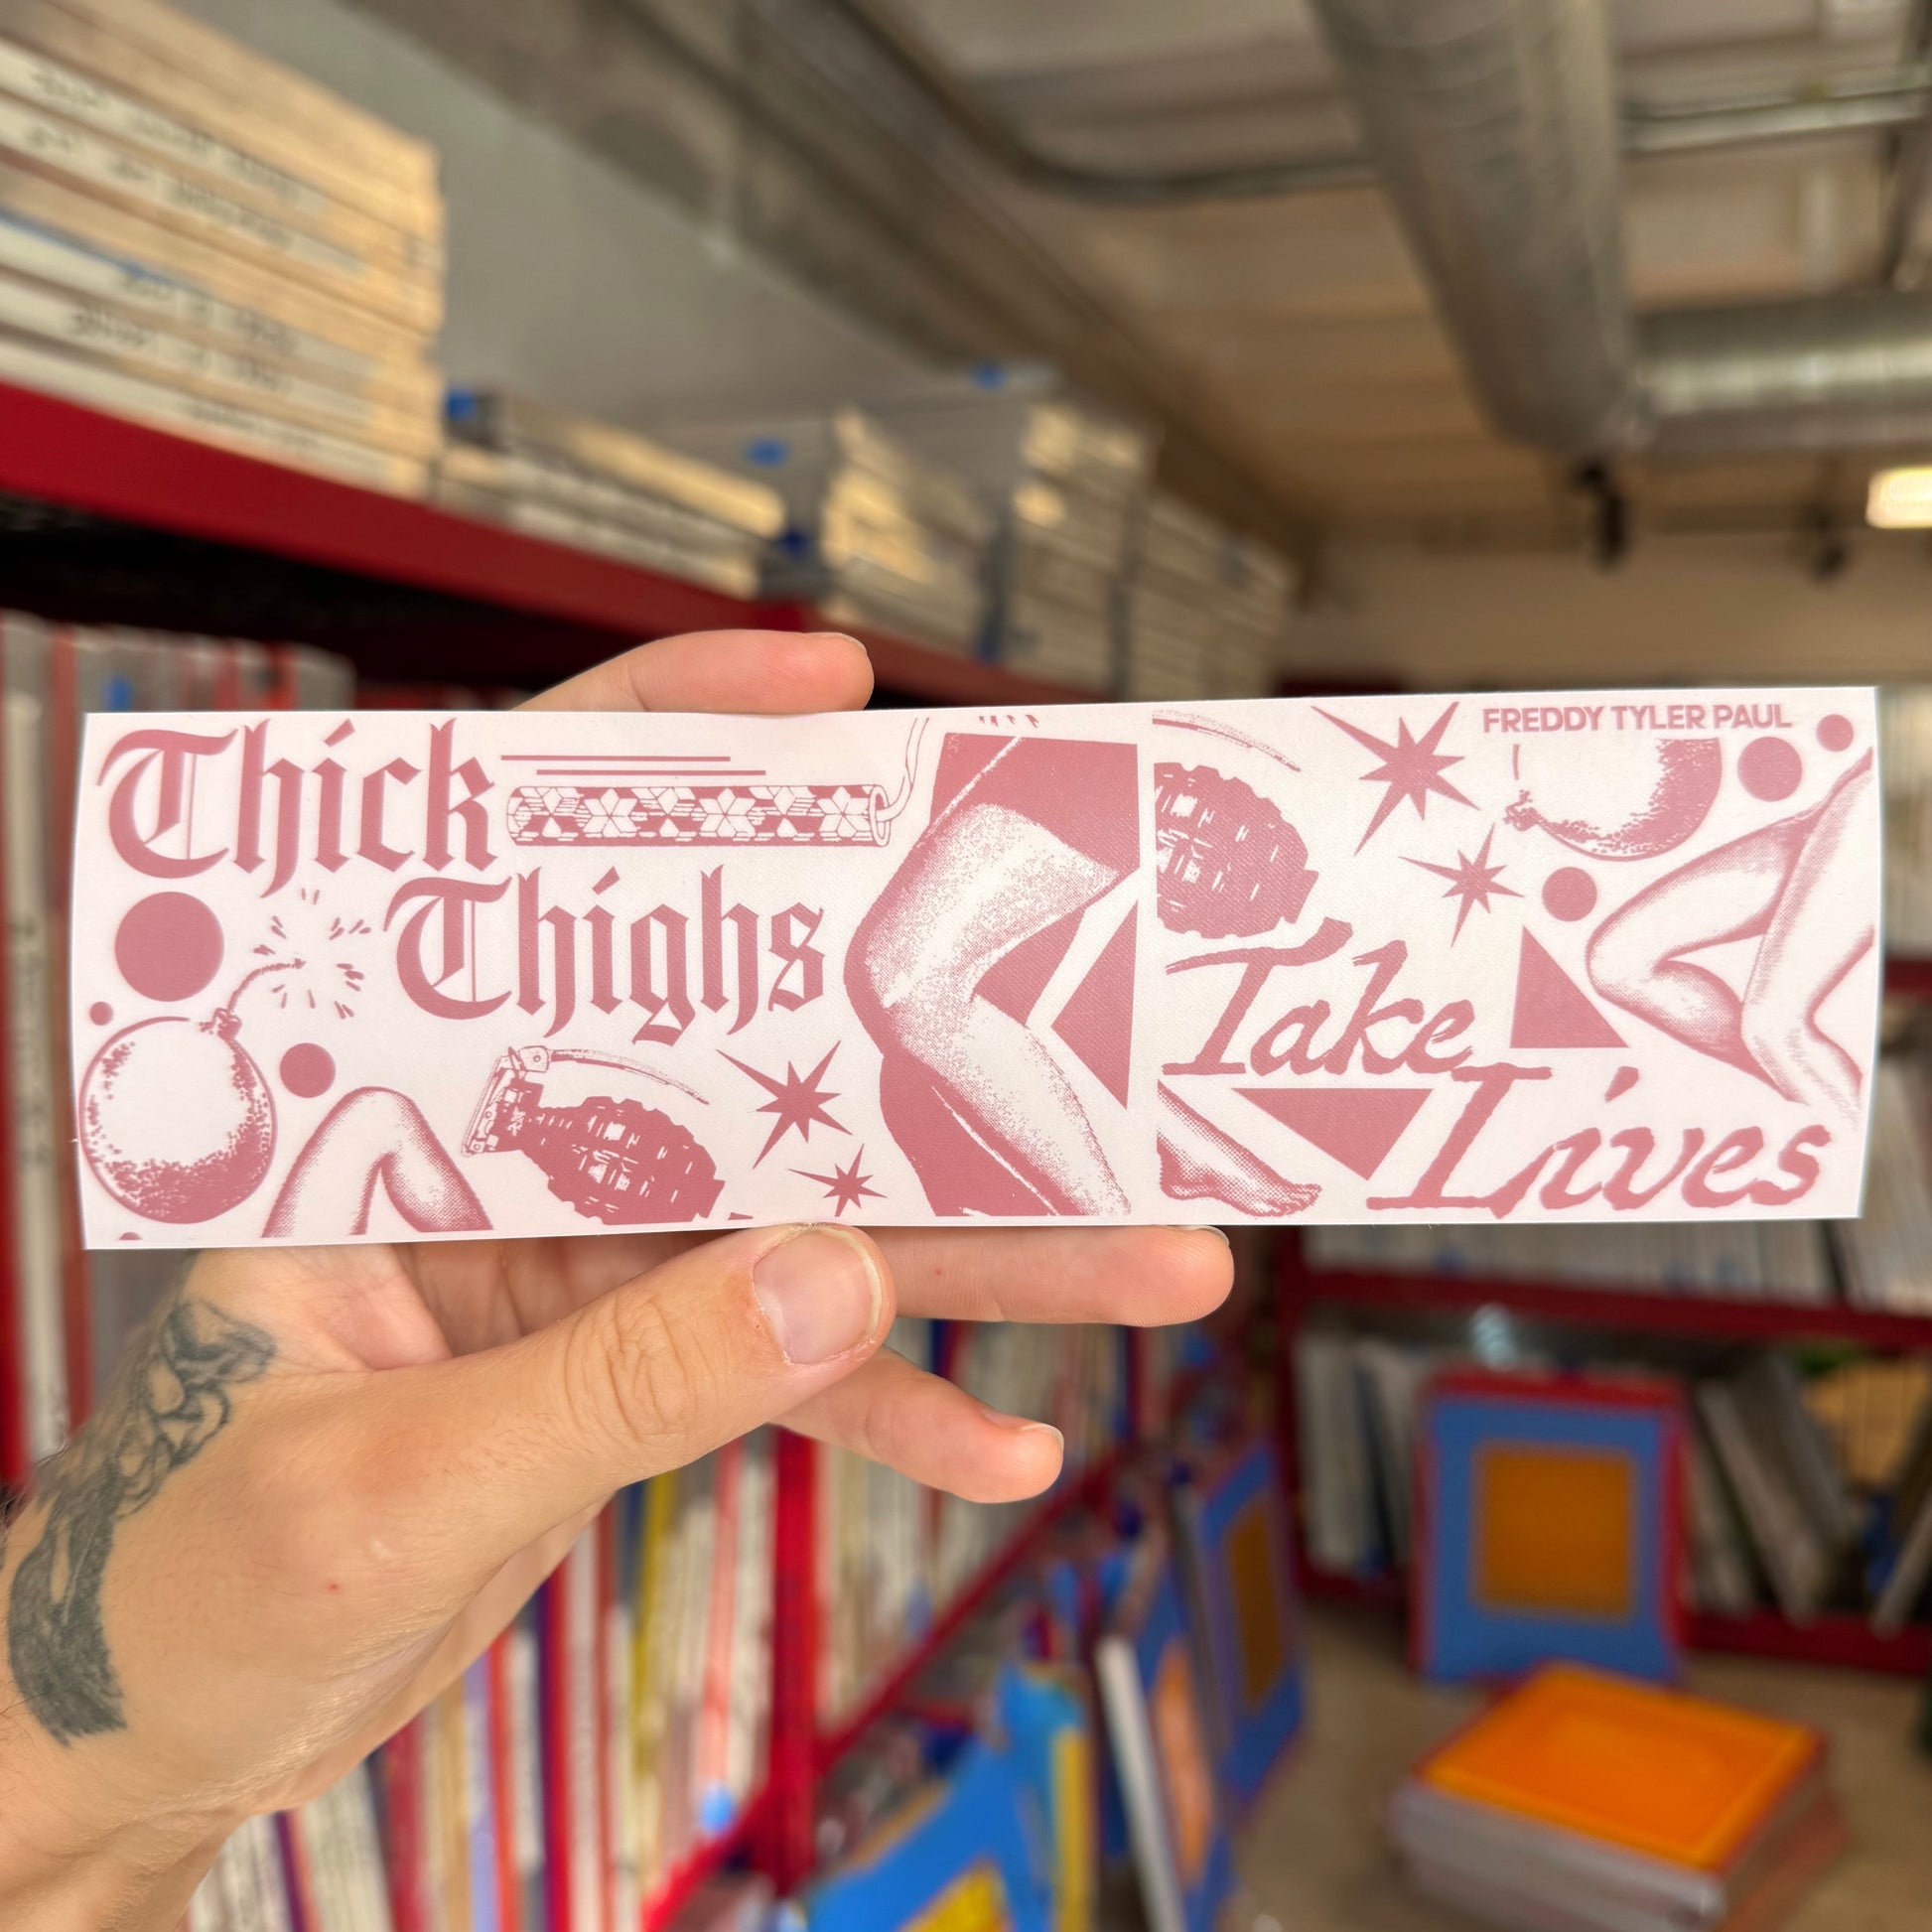 Thick
Thighs
FREDDY TYLER PAUL
Take
Lives